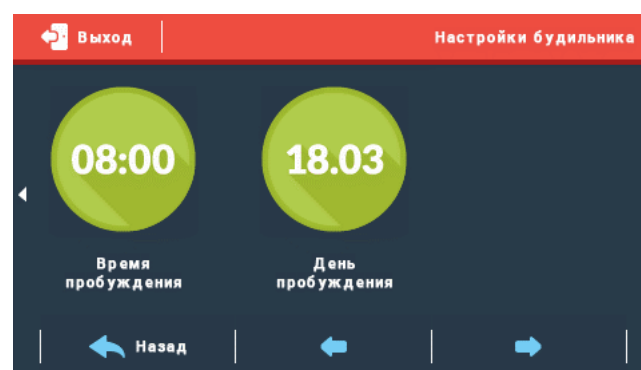 Выход
Настройки будильника
08:00
18.03
Время
пробуждения
День
пробуждения
Назад